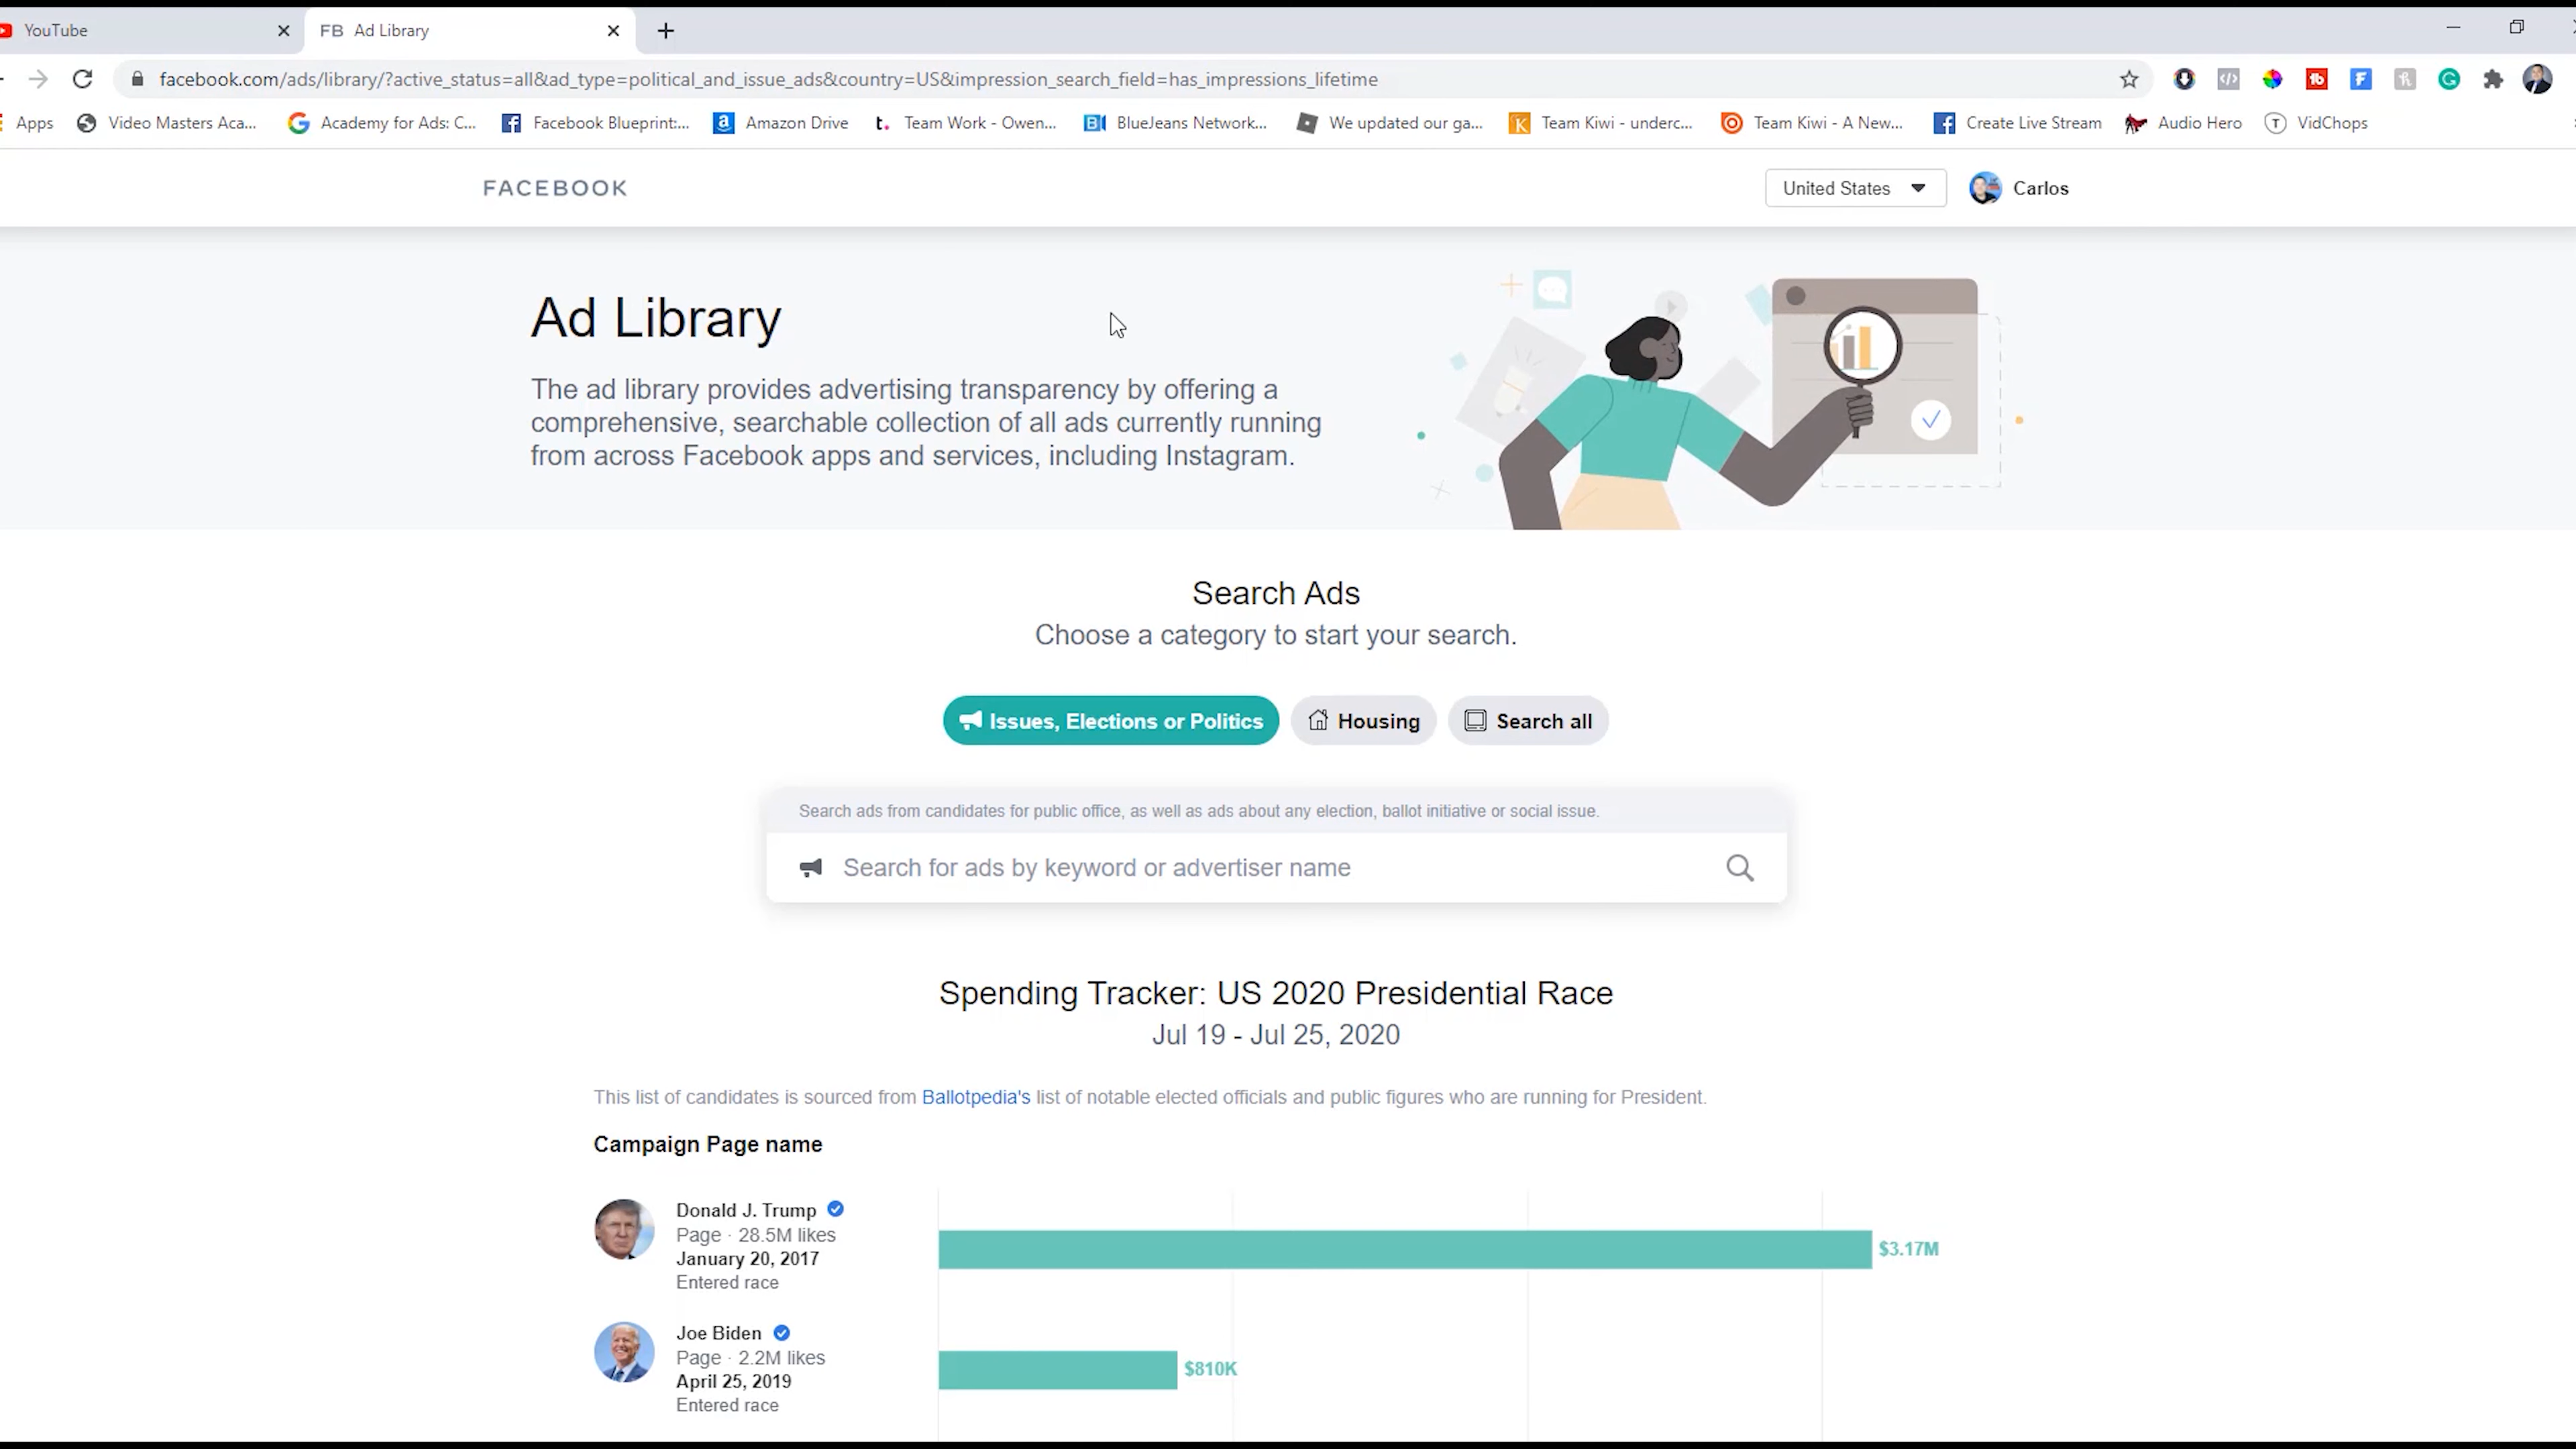 YouTube
FB Ad Library
facebook.com/ads/library/?active_status=all&ad_type=political_and_issue_ads&country=US&impression_search_field=has_impressions_lifetime
Apps Video Masters Aca... Academy for Ads: C... Facebook Blueprint:... Amazon Drive Team Work - Owen... BlueJeans Network... We updated our ga... Team Kiwi - underc... Team Kiwi - A New... Create Live Stream Audio Hero VidChops
FACEBOOK
United States
Carlos
Ad Library
The ad library provides advertising transparency by offering a
comprehensive, searchable collection of all ads currently running
from across Facebook apps and services, including Instagram.
Search Ads
Choose a category to start your search.
Issues, Elections or Politics Housing Search all
Search ads from candidates for public office, as well as ads about any election, ballot initiative or social issue.
Search for ads by keyword or advertiser name
Spending Tracker: US 2020 Presidential Race
Jul 19 - Jul 25, 2020
This list of candidates is sourced from Ballotpedia's list of notable elected officials and public figures who are running for President.
Campaign Page name
Donald J. Trump
Page · 28.5M likes
January 20, 2017
Entered race
$3.17M
Joe Biden
Page · 2.2M likes
April 25, 2019
Entered race
$810K